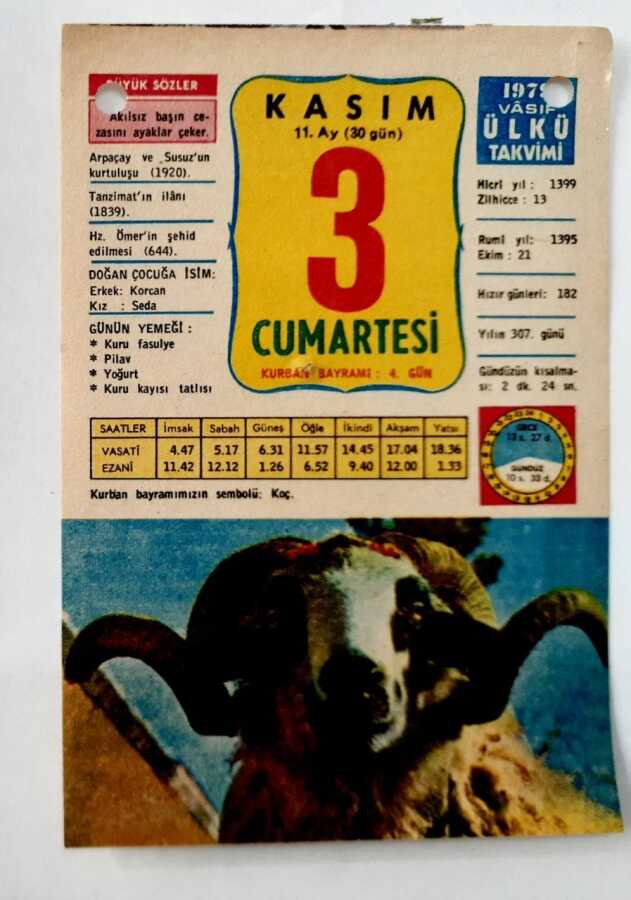 BÜYÜK SÖZLER
Akılsız başın ce-
zasını ayaklar çeker.
Arpaçay ve Susuz'un
kurtuluşu (1920).
Tanzimat'ın ilânı
(1839).
Hz. Ömer'in şehid
edilmesi (644).
DOĞAN ÇOCUĞA İSİM:
Erkek: Korcan
Kız : Seda
GÜNÜN YEMEĞİ :
* Kuru fasulye
* Pilav
* Yoğurt
* Kuru kayısı tatlısı
KASIM
11. Ay (30 gün)
3
CUMARTESİ
KURBAN BAYRAMI : 4. GÜN
1979
VÂSIF
ÜLKÜ
TAKVİMİ
Hicri yıl : 1399
Zilhicce : 13
Rumî yıl: 1395
Ekim : 21
Hızır günleri: 182
Yılın 307. günü
Gündüzün kısalma-
sı: 2 dk. 24 sn.
SAATLER İmsak Sabah Güneş Öğle İkindi Akşam Yatsı
VASATİ 4.47 5.17 6.31 11.57 14.45 17.04 18.36
EZANİ 11.42 12.12 1.26 6.52 9.40 12.00 1.33
GECE
13 s. 27 d.
GÜNDÜZ
10 s. 33 d.
Kurban bayramımızın sembolü: Koç.